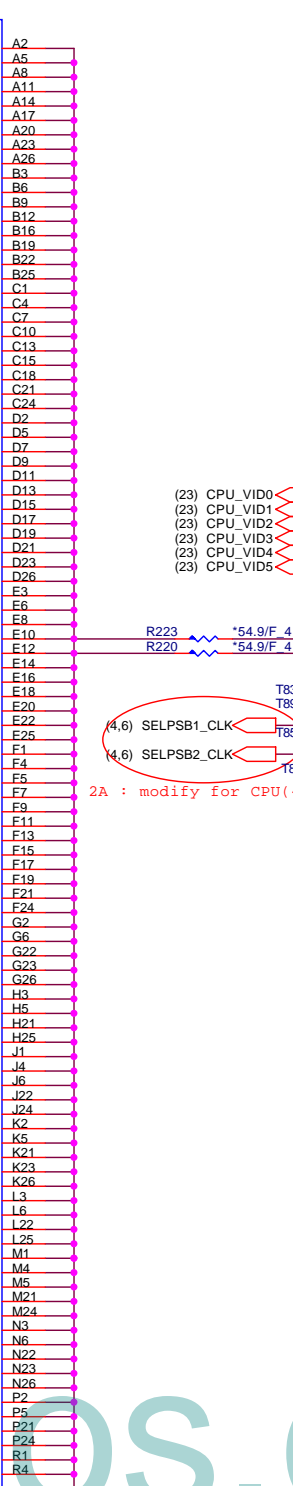 A2
A5
A8
A11
A14
A17
A20
A23
A26
B3
B6
B9
B12
B16
B19
B22
B25
C1
C4
C7
C10
C13
C15
C18
C21
C24
D2
D5
D7
D9
D11
D13
D15
D17
D19
D21
D23
D26
E3
E6
E8
E10
E12
E14
E16
E18
E20
E22
E25
F1
F4
F5
F7
F9
F11
F13
F15
F17
F19
F21
F24
G2
G6
G22
G23
G26
H3
H5
H21
H25
J1
J4
J6
J22
J24
K2
K5
K21
K23
K26
L3
L6
L22
L25
M1
M4
M5
M21
M24
N3
N6
N22
N23
N26
P2
P5
P21
P24
R1
R4
(23) CPU_VID0
(23) CPU_VID1
(23) CPU_VID2
(23) CPU_VID3
(23) CPU_VID4
(23) CPU_VID5
R223 *54.9/F_4
R220 *54.9/F_4
(4,6) SELPSB1_CLK
(4,6) SELPSB2_CLK
2A : modify for CPU(
os.